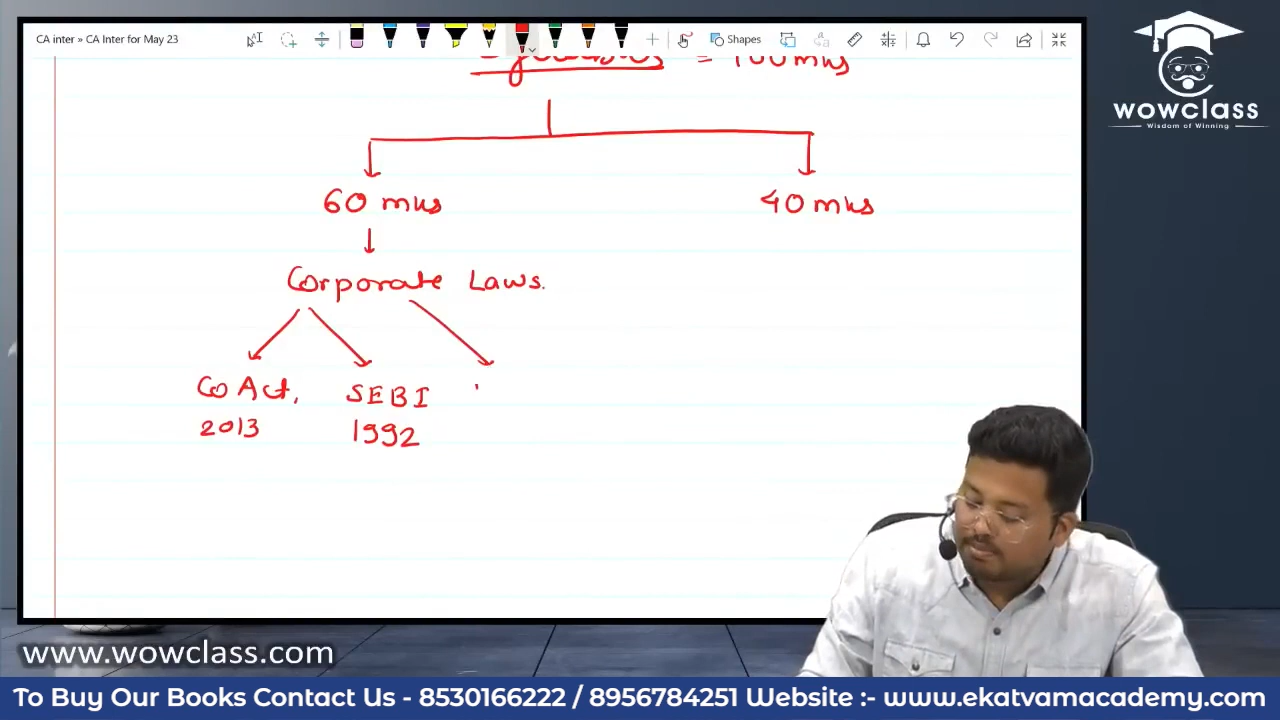 CA inter » CA Inter for May 23
Shapes
wowclass
Wisdom of Winning
= 100 mks
60 mks
40 mks
Corporate Laws.
Co Act, SEBI
2013 1992
www.wowclass.com
To Buy Our Books Contact Us - 8530166222 / 8956784251 Website :- www.ekatvamacademy.com